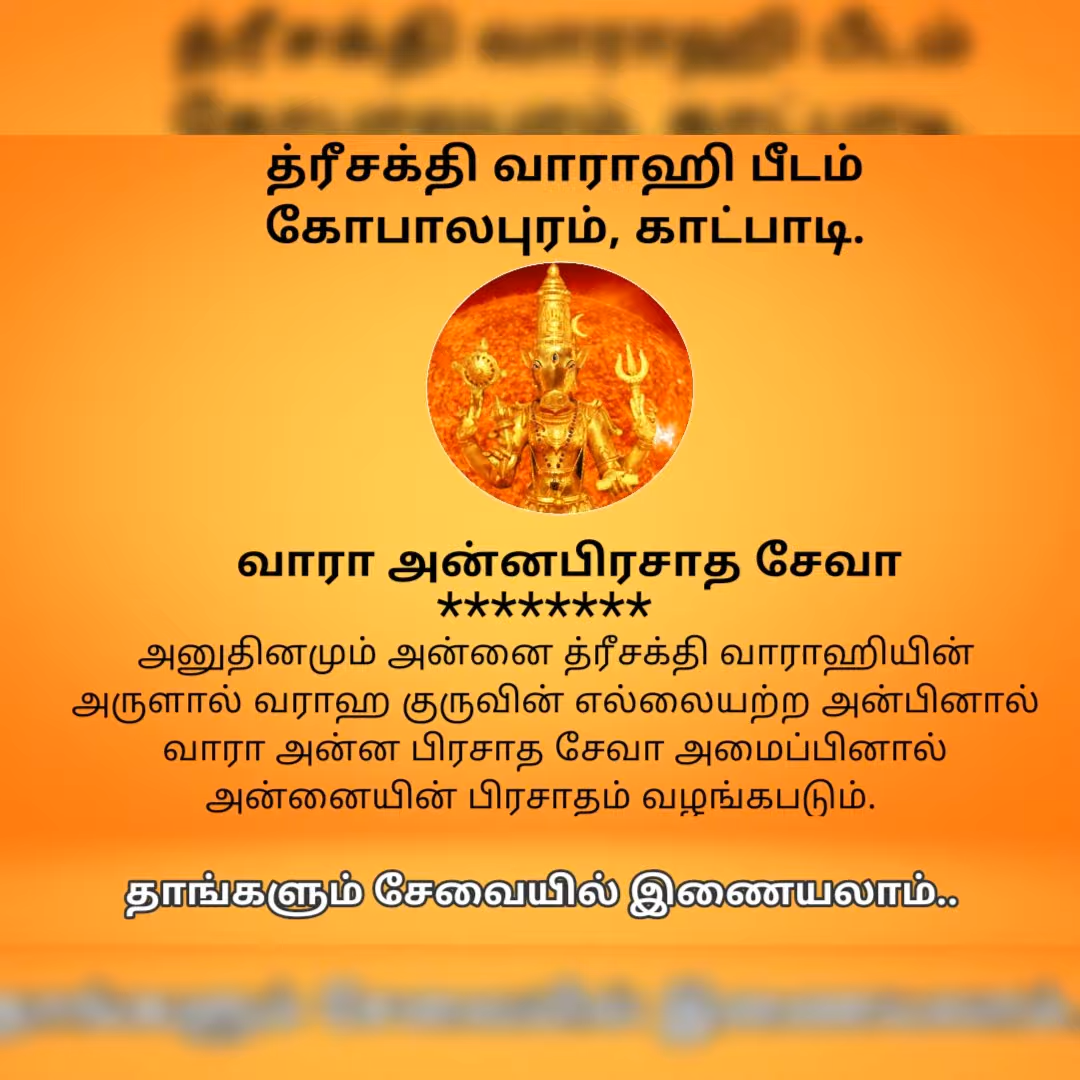 த்ரீசக்தி வாராஹி பீடம்
கோபாலபுரம், காட்பாடி.
வாரா அன்னபிரசாத சேவா
********
அனுதினமும் அன்னை த்ரீசக்தி வாராஹியின்
அருளால் வராஹ குருவின் எல்லையற்ற அன்பினால்
வாரா அன்ன பிரசாத சேவா அமைப்பினால்
அன்னையின் பிரசாதம் வழங்கபடும்.
தாங்களும் சேவையில் இணையலாம்..